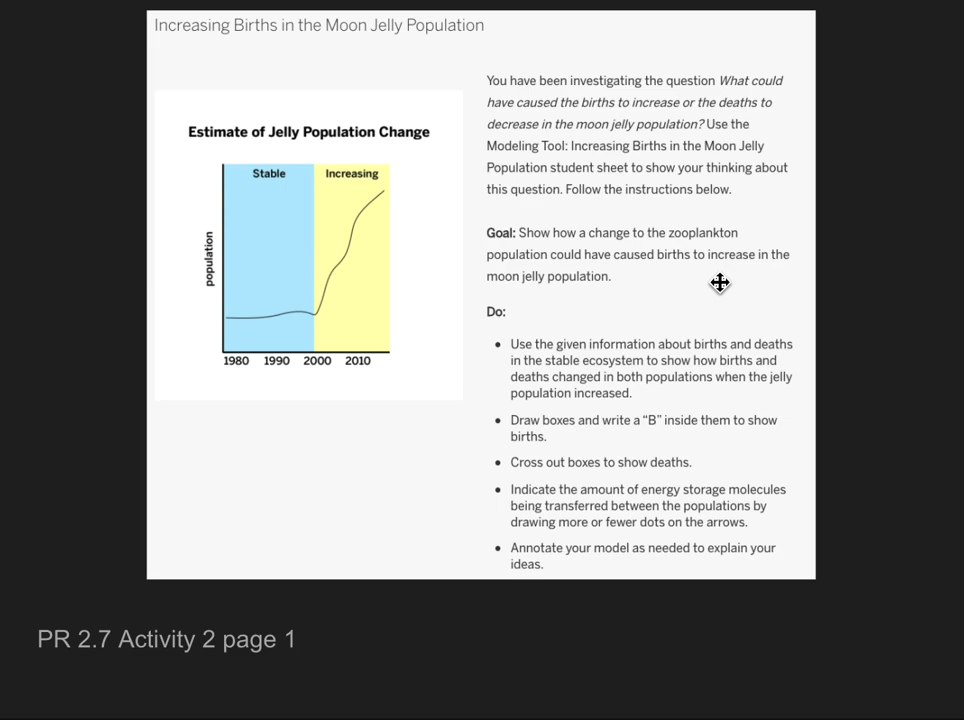 Increasing Births in the Moon Jelly Population
Estimate of Jelly Population Change
Stable
Increasing
population
1980 1990 2000 2010
You have been investigating the question What could
have caused the births to increase or the deaths to
decrease in the moon jelly population? Use the
Modeling Tool: Increasing Births in the Moon Jelly
Population student sheet to show your thinking about
this question. Follow the instructions below.
Goal: Show how a change to the zooplankton
population could have caused births to increase in the
moon jelly population.
Do:
• Use the given information about births and deaths
in the stable ecosystem to show how births and
deaths changed in both populations when the jelly
population increased.
• Draw boxes and write a “B” inside them to show
births.
• Cross out boxes to show deaths.
• Indicate the amount of energy storage molecules
being transferred between the populations by
drawing more or fewer dots on the arrows.
• Annotate your model as needed to explain your
ideas.
PR 2.7 Activity 2 page 1